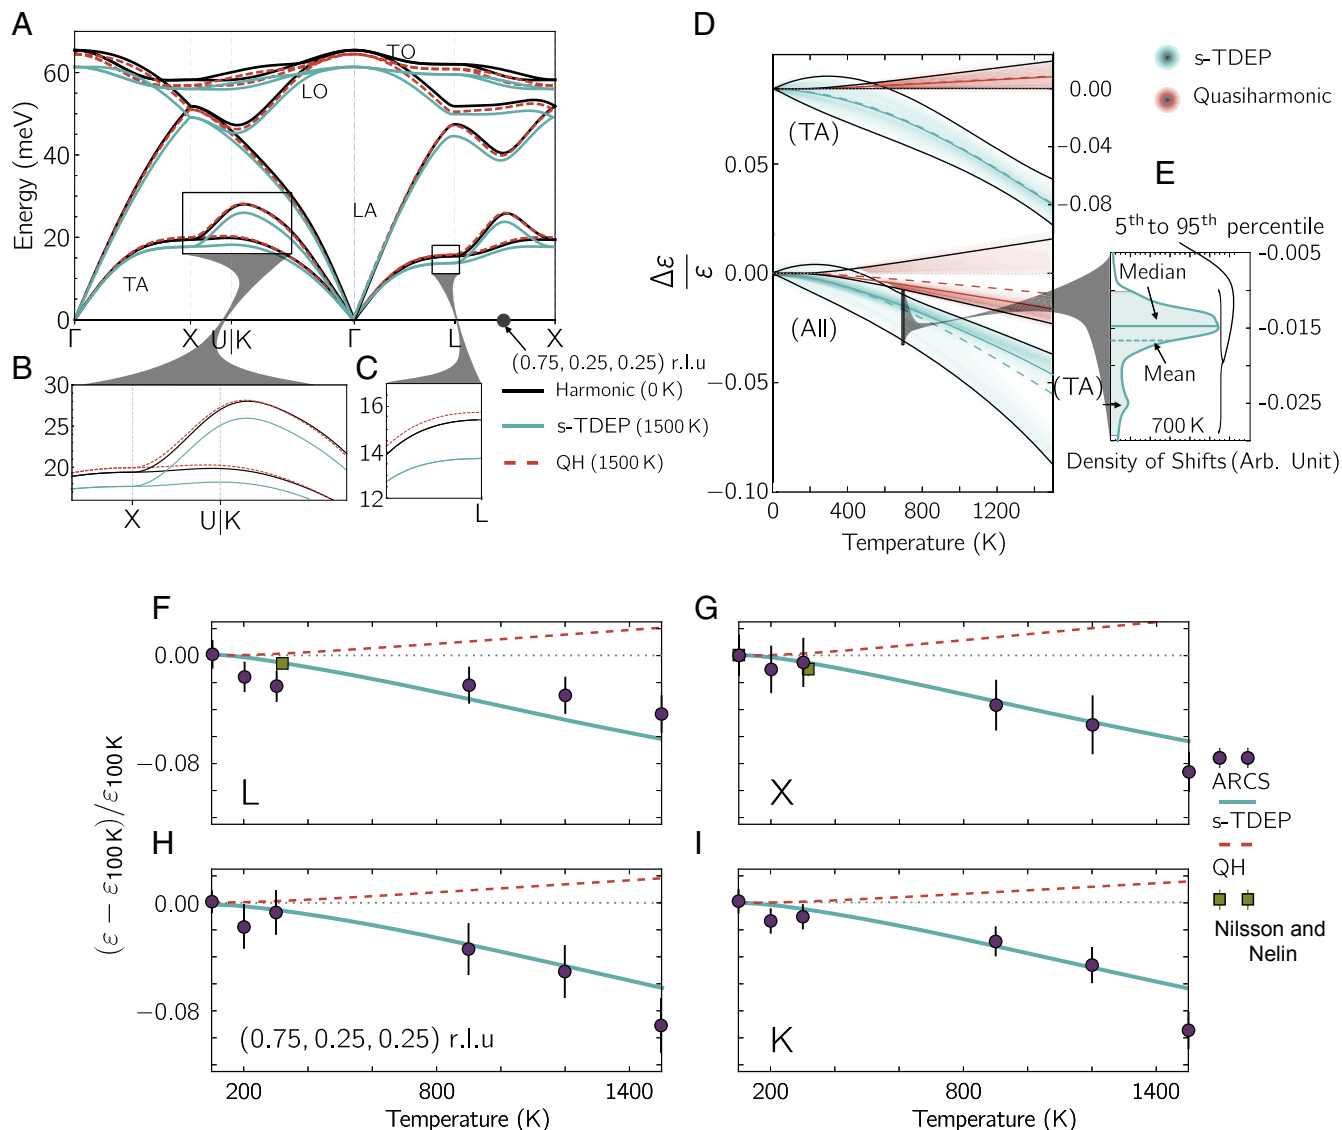 A
Energy (meV)
60
40
20
0
TO
LO
LA
TA
Γ X U|K Γ L X
(0.75, 0.25, 0.25) r.l.u
B
30
25
20
X U|K
C
16
15
14
13
12
L
Harmonic (0 K)
s-TDEP (1500 K)
QH (1500 K)
D
s-TDEP
Quasiharmonic
0.00
−0.04
−0.08
(TA)
Δε/ε
0.05
0.00
−0.05
−0.10
(All)
(TA)
0 400 800 1200
Temperature (K)
E
5th to 95th percentile
Median
Mean
700 K
−0.005
−0.015
−0.025
Density of Shifts (Arb. Unit)
(ε − ε100 K) / ε100 K
F
0.00
−0.08
L
G
X
ARCS
s-TDEP
QH
Nilsson and
Nelin
H
0.00
−0.08
(0.75, 0.25, 0.25) r.l.u
200 800 1400
Temperature (K)
I
K
200 800 1400
Temperature (K)